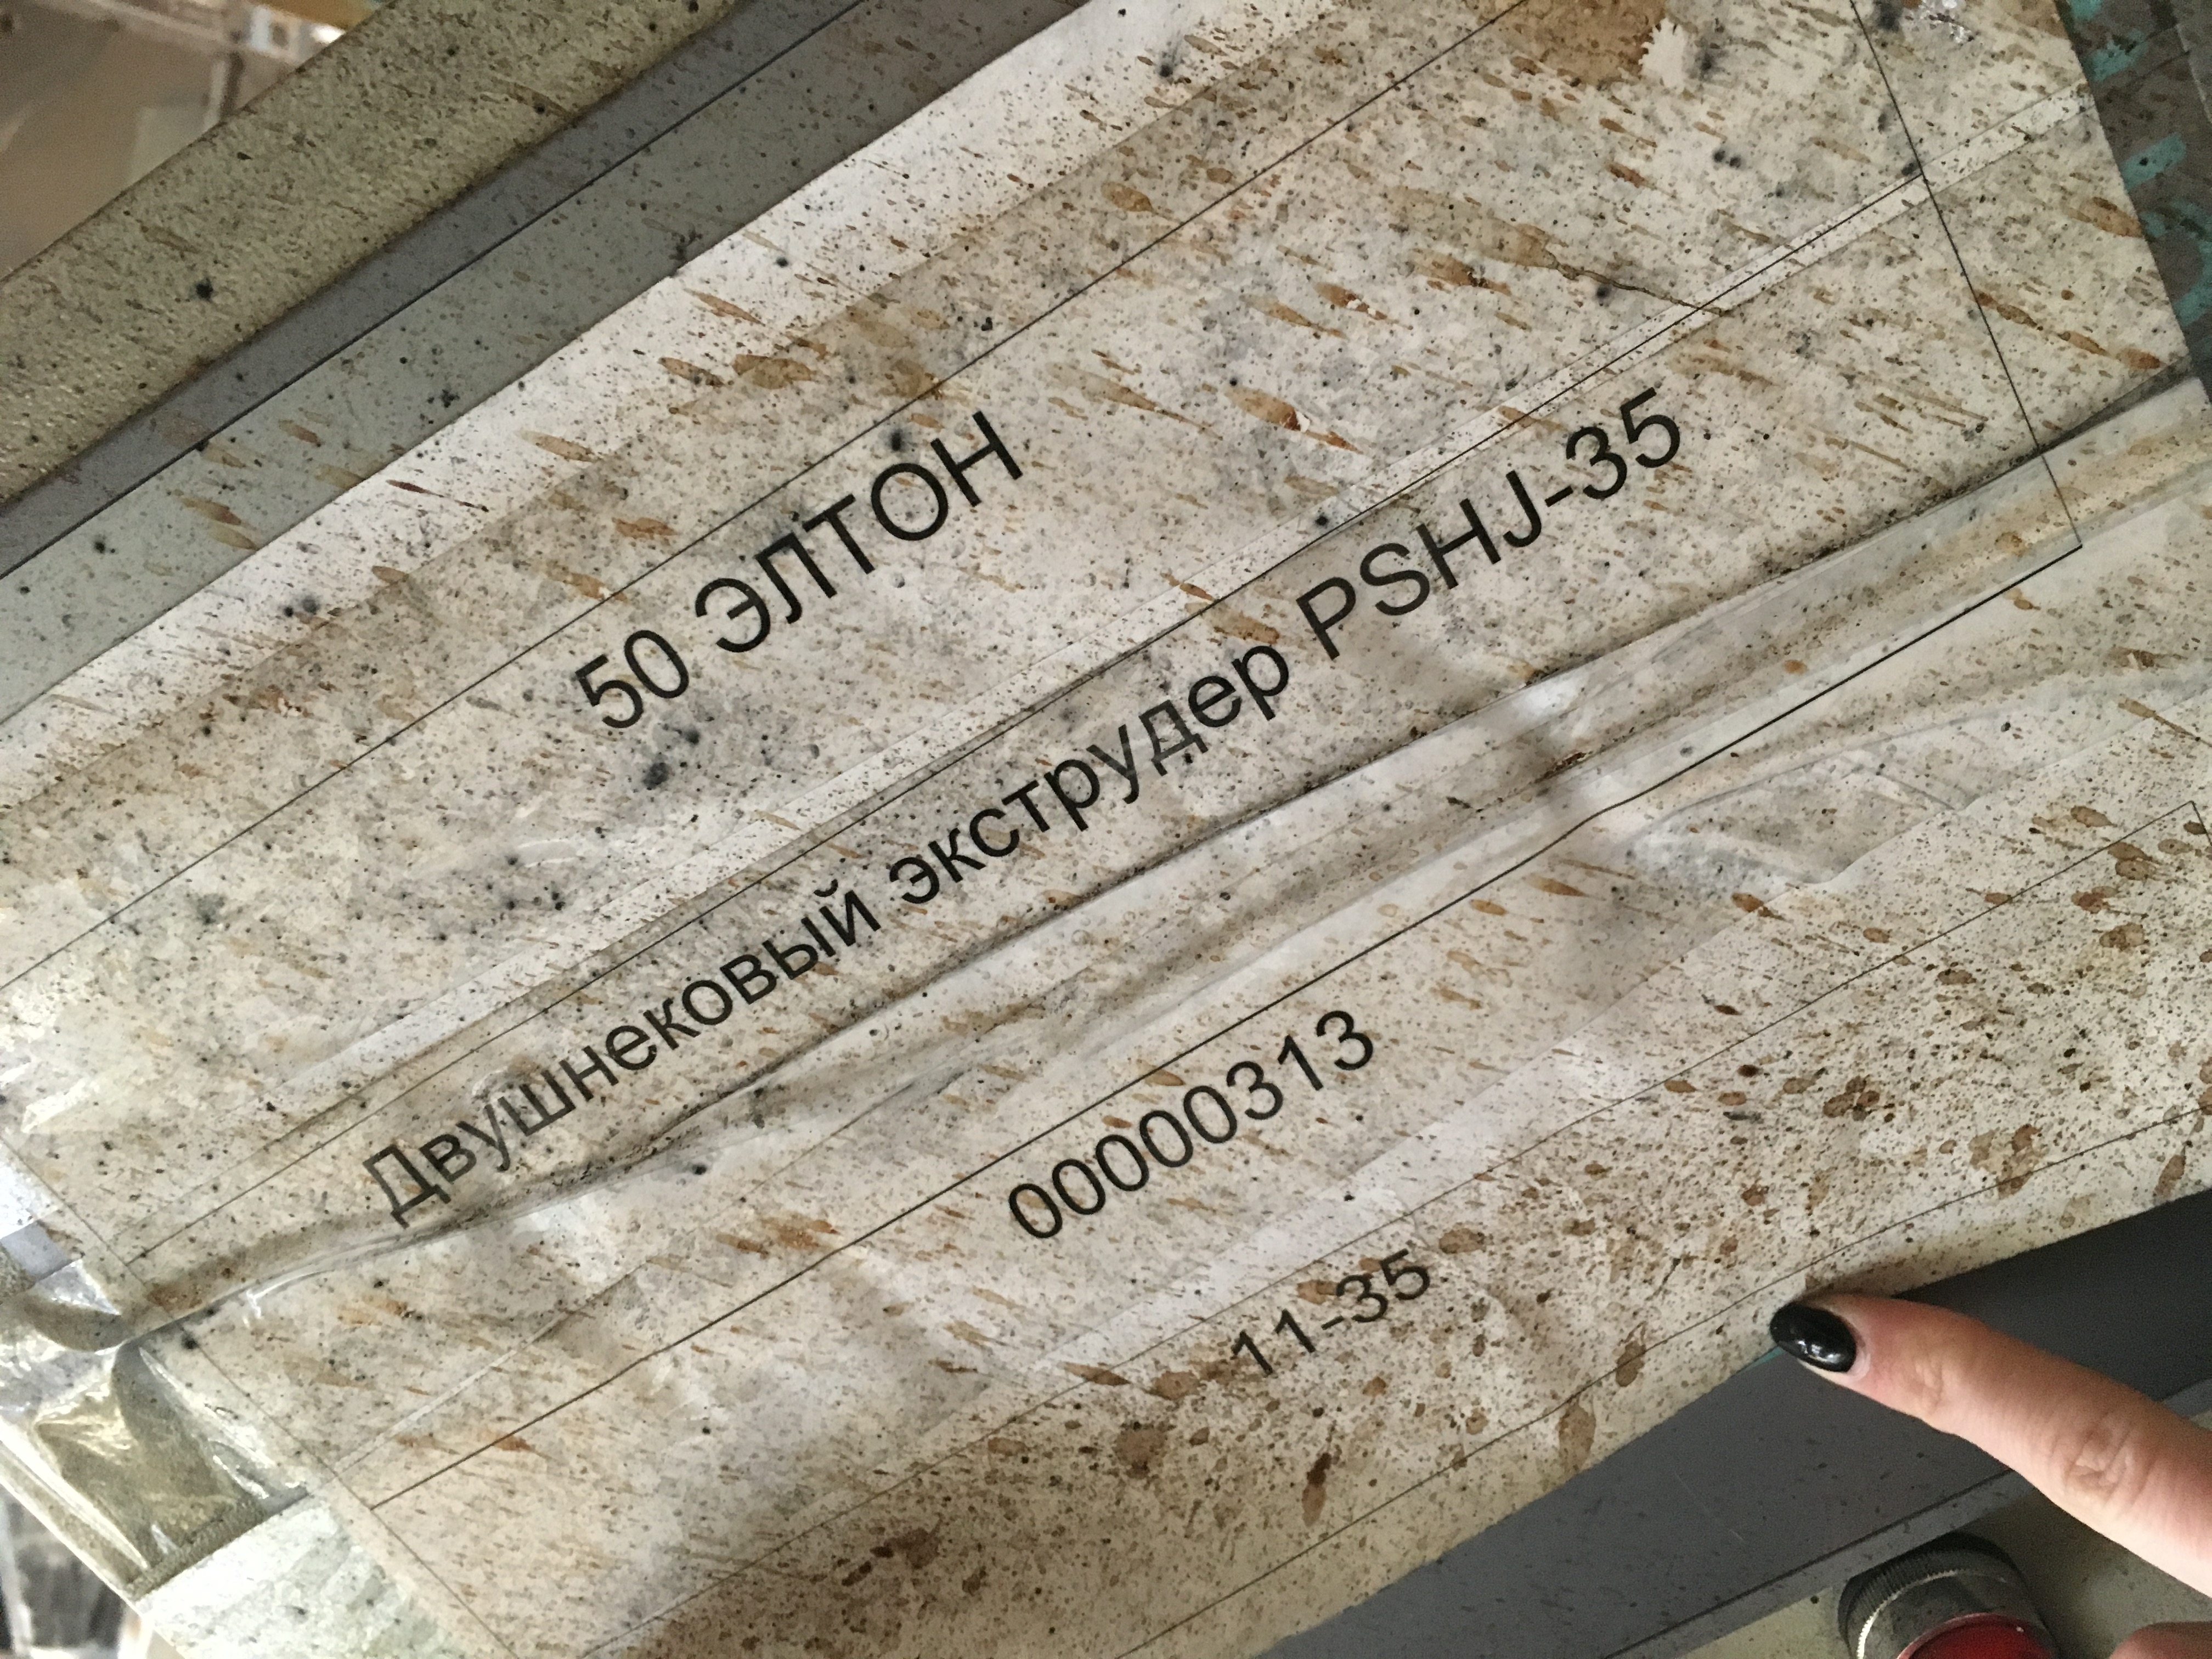 50 ЭЛТОН
Двушнековый экструдер PSHJ-35
00000313
11-35